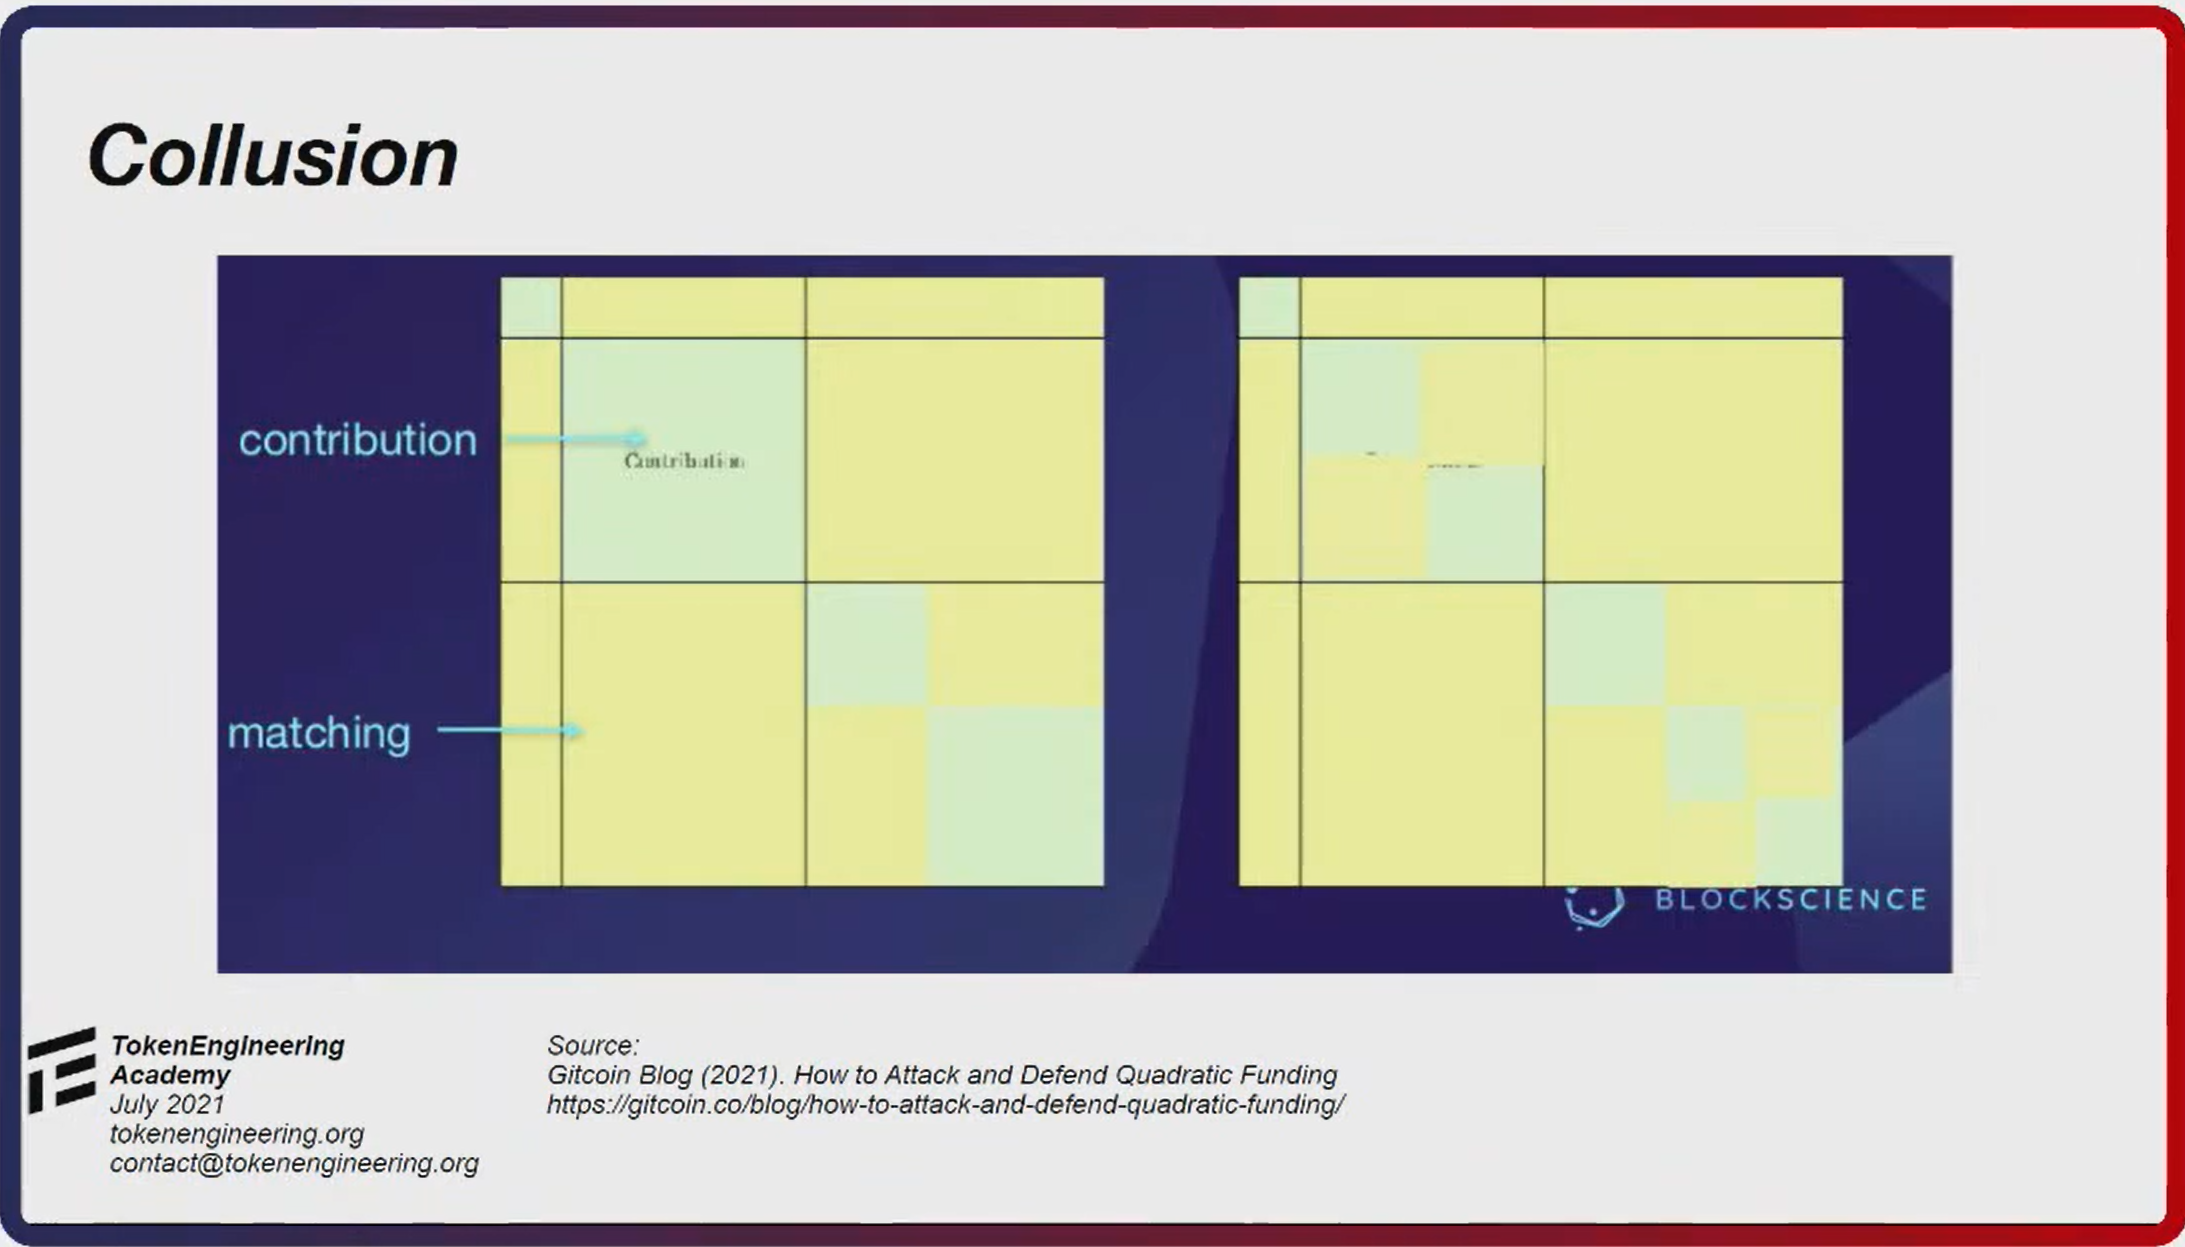 Collusion
contribution
Contribution
matching
BLOCKSCIENCE
TokenEngineering
Academy
July 2021
tokenengineering.org
contact@tokenengineering.org
Source:
Gitcoin Blog (2021). How to Attack and Defend Quadratic Funding
https://gitcoin.co/blog/how-to-attack-and-defend-quadratic-funding/